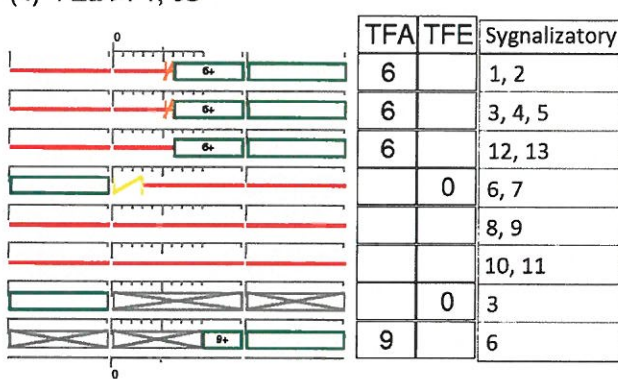 0
TFA TFE Sygnalizatory
6+ 6 1, 2
6+ 6 3, 4, 5
6+ 6 12, 13
0 6, 7
8, 9
10, 11
0 3
9+ 9 6
0